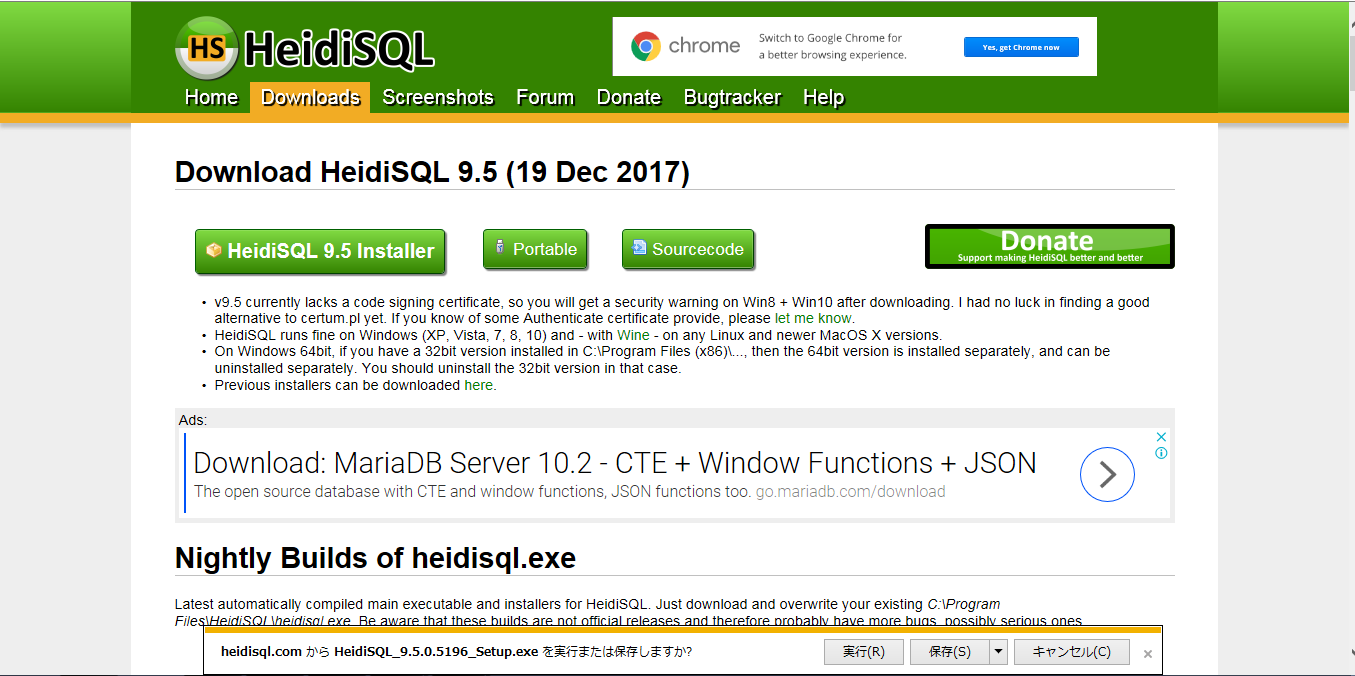 HS HeidiSQL
chrome
Switch to Google Chrome for
a better browsing experience.
Yes, get Chrome now
Home Downloads Screenshots Forum Donate Bugtracker Help
Download HeidiSQL 9.5 (19 Dec 2017)
HeidiSQL 9.5 Installer
Portable
Sourcecode
Donate
Support making HeidiSQL better and better
• v9.5 currently lacks a code signing certificate, so you will get a security warning on Win8 + Win10 after downloading. I had no luck in finding a good
alternative to certum.pl yet. If you know of some Authenticate certificate provide, please let me know.
• HeidiSQL runs fine on Windows (XP, Vista, 7, 8, 10) and - with Wine - on any Linux and newer MacOS X versions.
• On Windows 64bit, if you have a 32bit version installed in C:\Program Files (x86)\..., then the 64bit version is installed separately, and can be
uninstalled separately. You should uninstall the 32bit version in that case.
• Previous installers can be downloaded here.
Ads:
Download: MariaDB Server 10.2 - CTE + Window Functions + JSON
The open source database with CTE and window functions, JSON functions too. go.mariadb.com/download
Nightly Builds of heidisql.exe
Latest automatically compiled main executable and installers for HeidiSQL. Just download and overwrite your existing C:\Program
Files\HeidiSQL\heidisql.exe. Be aware that these builds are not official releases and therefore probably have more bugs, possibly serious ones
heidisql.com から HeidiSQL_9.5.0.5196_Setup.exe を実行または保存しますか?
実行(R)
保存(S)
キャンセル(C)